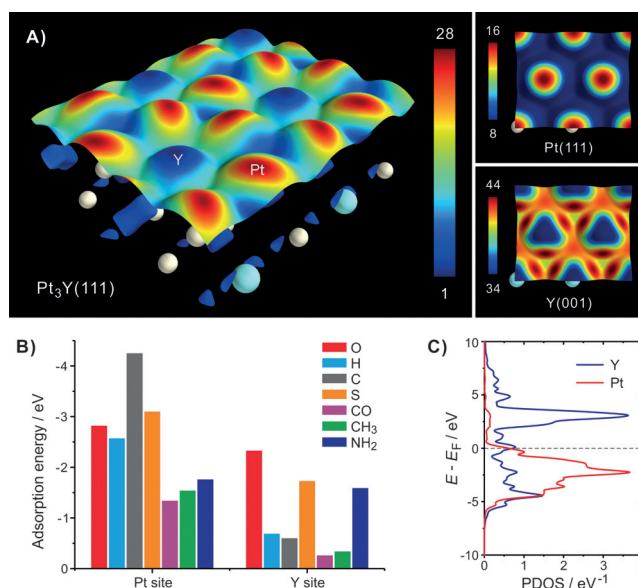 A)
28
Y
Pt
Pt₃Y(111)
1
16
8
Pt(111)
44
34
Y(001)
B)
Adsorption energy / eV
-4
-3
-2
-1
0
O
H
C
S
CO
CH₃
NH₂
Pt site
Y site
C)
E - E_F / eV
10
5
0
-5
-10
Y
Pt
0
1
2
3
PDOS / eV⁻¹